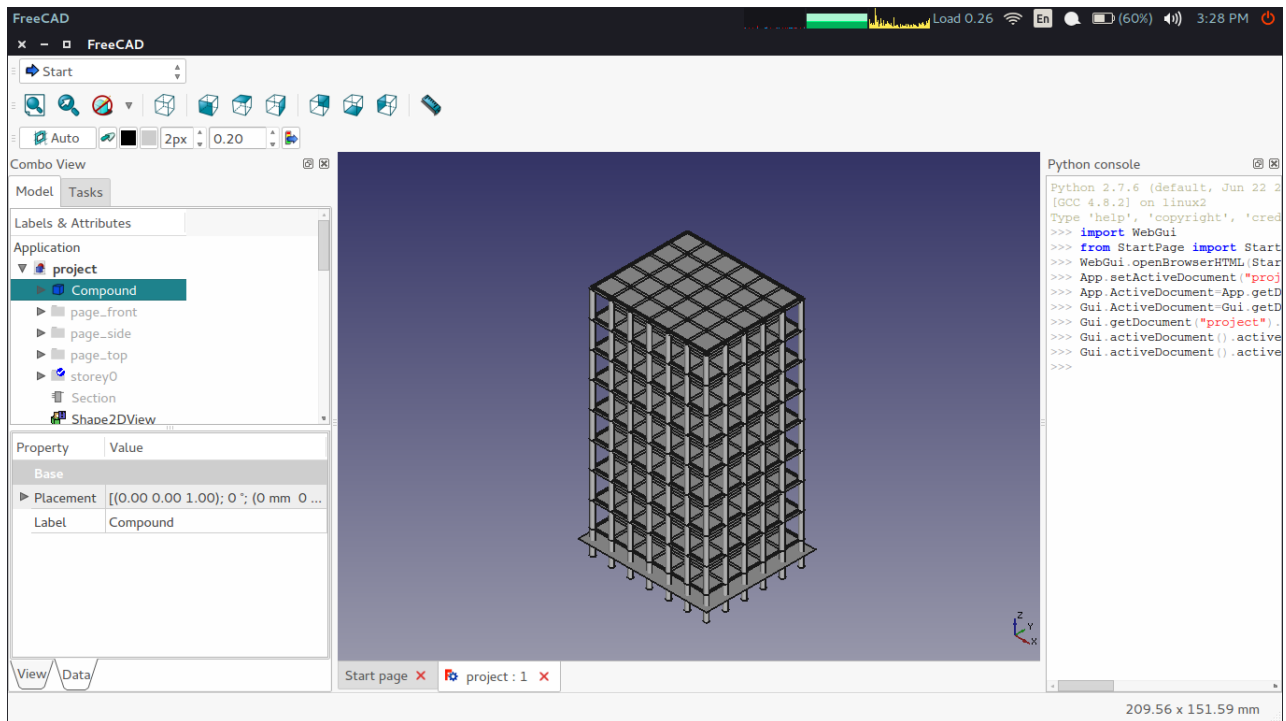 FreeCAD
Load 0.26 En (60%) 3:28 PM
FreeCAD
Start
Auto 2px 0.20
Combo View
Model Tasks
Labels & Attributes
Application
project
Compound
page_front
page_side
page_top
storey0
Section
Shape2DView
Property Value
Base
Placement [(0.00 0.00 1.00); 0 °; (0 mm 0 ...
Label Compound
View Data
Z
Y
X
Start page project : 1
Python console
Python 2.7.6 (default, Jun 22 2
[GCC 4.8.2] on linux2
Type 'help', 'copyright', 'cred
>>> import WebGui
>>> from StartPage import Start
>>> WebGui.openBrowserHTML(Star
>>> App.setActiveDocument("proj
>>> App.ActiveDocument=App.getD
>>> Gui.ActiveDocument=Gui.getD
>>> Gui.getDocument("project").
>>> Gui.activeDocument().active
>>> Gui.activeDocument().active
>>>
209.56 x 151.59 mm